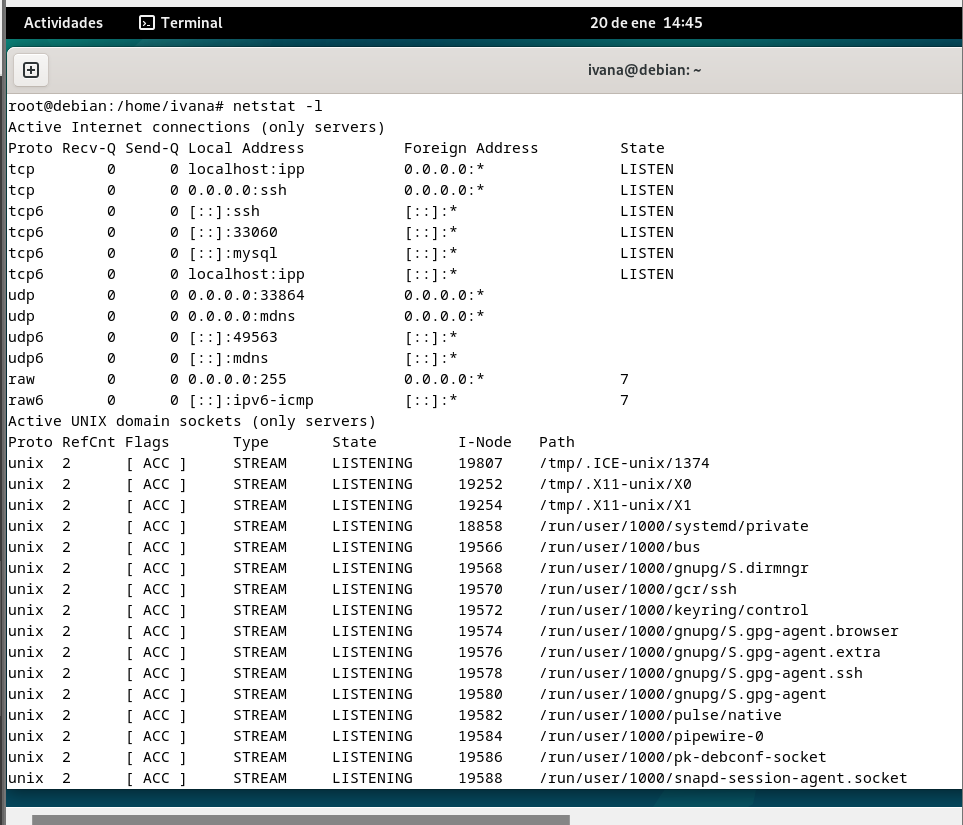 Actividades Terminal 20 de ene 14:45
ivana@debian: ~
root@debian:/home/ivana# netstat -l
Active Internet connections (only servers)
Proto Recv-Q Send-Q Local Address Foreign Address State
tcp 0 0 localhost:ipp 0.0.0.0:* LISTEN
tcp 0 0 0.0.0.0:ssh 0.0.0.0:* LISTEN
tcp6 0 0 [::]:ssh [::]:* LISTEN
tcp6 0 0 [::]:33060 [::]:* LISTEN
tcp6 0 0 [::]:mysql [::]:* LISTEN
tcp6 0 0 localhost:ipp [::]:* LISTEN
udp 0 0 0.0.0.0:33864 0.0.0.0:*
udp 0 0 0.0.0.0:mdns 0.0.0.0:*
udp6 0 0 [::]:49563 [::]:*
udp6 0 0 [::]:mdns [::]:*
raw 0 0 0.0.0.0:255 0.0.0.0:* 7
raw6 0 0 [::]:ipv6-icmp [::]:* 7
Active UNIX domain sockets (only servers)
Proto RefCnt Flags Type State I-Node Path
unix 2 [ ACC ] STREAM LISTENING 19807 /tmp/.ICE-unix/1374
unix 2 [ ACC ] STREAM LISTENING 19252 /tmp/.X11-unix/X0
unix 2 [ ACC ] STREAM LISTENING 19254 /tmp/.X11-unix/X1
unix 2 [ ACC ] STREAM LISTENING 18858 /run/user/1000/systemd/private
unix 2 [ ACC ] STREAM LISTENING 19566 /run/user/1000/bus
unix 2 [ ACC ] STREAM LISTENING 19568 /run/user/1000/gnupg/S.dirmngr
unix 2 [ ACC ] STREAM LISTENING 19570 /run/user/1000/gcr/ssh
unix 2 [ ACC ] STREAM LISTENING 19572 /run/user/1000/keyring/control
unix 2 [ ACC ] STREAM LISTENING 19574 /run/user/1000/gnupg/S.gpg-agent.browser
unix 2 [ ACC ] STREAM LISTENING 19576 /run/user/1000/gnupg/S.gpg-agent.extra
unix 2 [ ACC ] STREAM LISTENING 19578 /run/user/1000/gnupg/S.gpg-agent.ssh
unix 2 [ ACC ] STREAM LISTENING 19580 /run/user/1000/gnupg/S.gpg-agent
unix 2 [ ACC ] STREAM LISTENING 19582 /run/user/1000/pulse/native
unix 2 [ ACC ] STREAM LISTENING 19584 /run/user/1000/pipewire-0
unix 2 [ ACC ] STREAM LISTENING 19586 /run/user/1000/pk-debconf-socket
unix 2 [ ACC ] STREAM LISTENING 19588 /run/user/1000/snapd-session-agent.socket